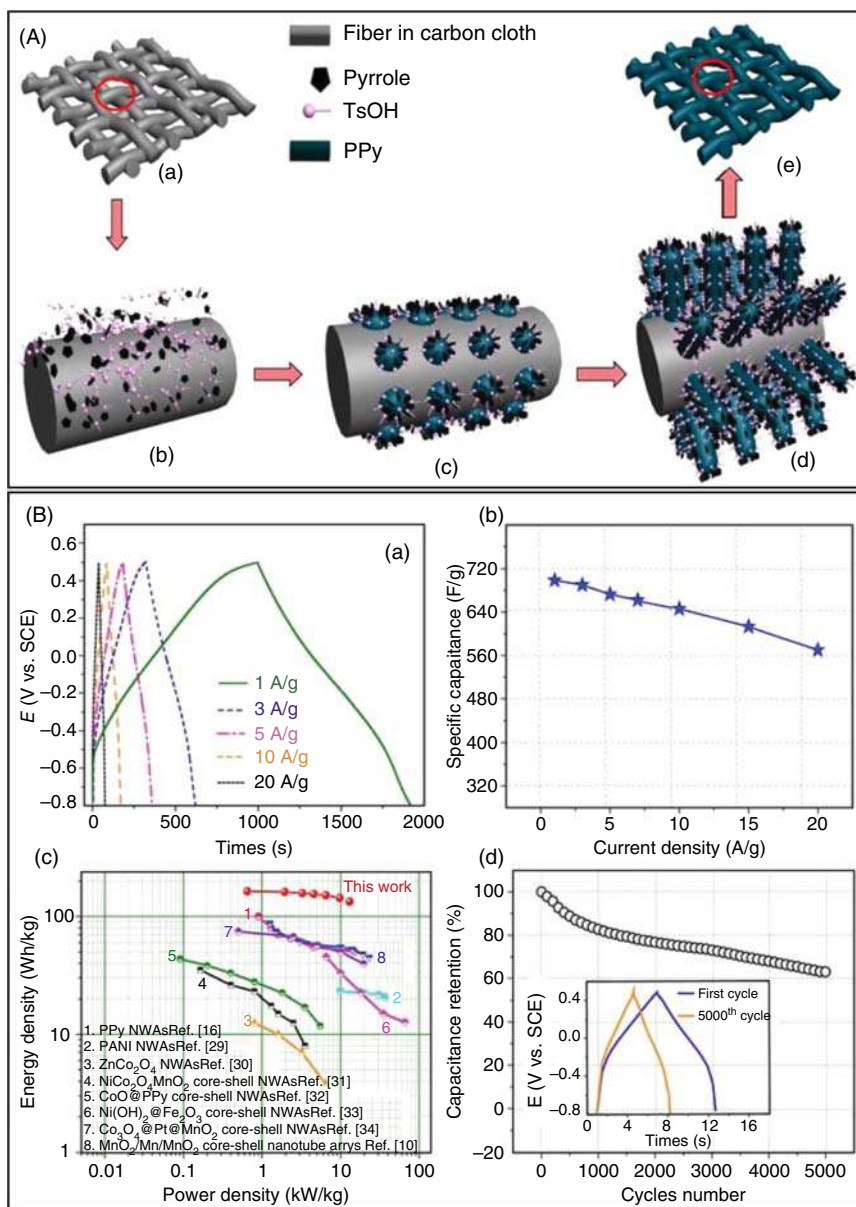 (A)
Fiber in carbon cloth
Pyrrole
TsOH
PPy
(a)
(e)
(b)
(c)
(d)
(B)
(a)
E (V vs. SCE)
0.6
0.4
0.2
0.0
−0.2
−0.4
−0.6
−0.8
1 A/g
3 A/g
5 A/g
10 A/g
20 A/g
0 500 1000 1500 2000
Times (s)
(b)
Specific capaitance (F/g)
720
640
560
480
400
320
0 5 10 15 20
Current density (A/g)
(c)
Energy density (Wh/kg)
100
10
1
This work
1
7
8
5
4
2
3
6
1. PPy NWAsRef. [16]
2. PANI NWAsRef. [29]
3. ZnCo₂O₄ NWAsRef. [30]
4. NiCo₂O₄MnO₂ core-shell NWAsRef. [31]
5. CoO@PPy core-shell NWAsRef. [32]
6. Ni(OH)₂@Fe₂O₃ core-shell NWAsRef. [33]
7. Co₃O₄@Pt@MnO₂ core-shell NWAsRef. [34]
8. MnO₂/Mn/MnO₂ core-shell nanotube arrys Ref. [10]
0.01 0.1 1 10 100
Power density (kW/kg)
(d)
Capacitance retention (%)
100
80
60
40
20
0
−20
E (V vs. SCE)
0.4
0.0
−0.4
−0.8
First cycle
5000th cycle
0 4 8 12 16
Times (s)
0 1000 2000 3000 4000 5000
Cycles number